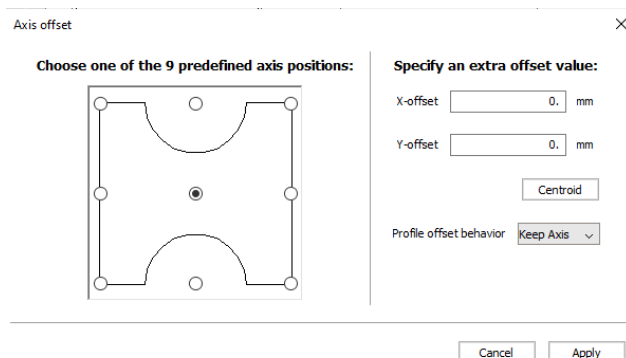 Axis offset
Choose one of the 9 predefined axis positions:
Specify an extra offset value:
X-offset 0. mm
Y-offset 0. mm
Centroid
Profile offset behavior Keep Axis
Cancel Apply